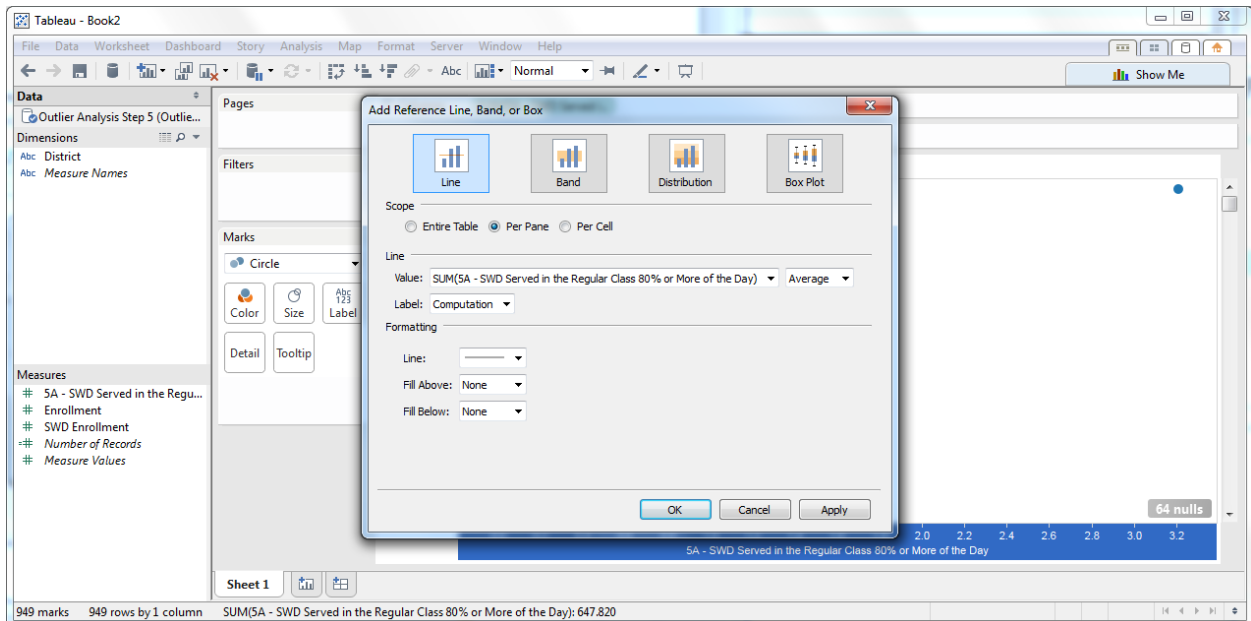 Tableau - Book2
File Data Worksheet Dashboard Story Analysis Map Format Server Window Help
Abc Normal
Show Me
Data
Outlier Analysis Step 5 (Outlie...
Dimensions
Abc District
Abc Measure Names
Measures
# 5A - SWD Served in the Regu...
# Enrollment
# SWD Enrollment
=# Number of Records
# Measure Values
Pages
Filters
Marks
Circle
Abc
123
Color Size Label
Detail Tooltip
Add Reference Line, Band, or Box
Line Band Distribution Box Plot
Scope
Entire Table Per Pane Per Cell
Line
Value: SUM(5A - SWD Served in the Regular Class 80% or More of the Day) Average
Label: Computation
Formatting
Line:
Fill Above: None
Fill Below: None
OK Cancel Apply
64 nulls
2.0 2.2 2.4 2.6 2.8 3.0 3.2
5A - SWD Served in the Regular Class 80% or More of the Day
Sheet 1
949 marks 949 rows by 1 column SUM(5A - SWD Served in the Regular Class 80% or More of the Day): 647.820